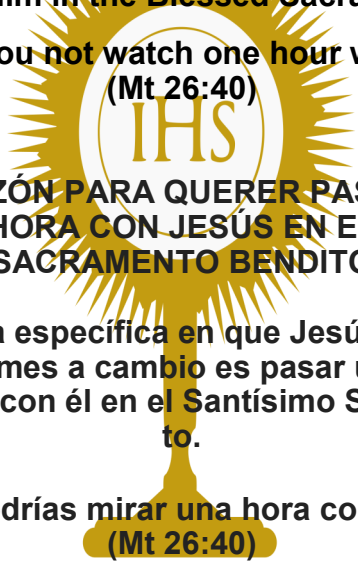 im in the Blessed Sacra
ou not watch one hour w
(Mt 26:40)
IHS
ZÓN PARA QUERER PAS
HORA CON JESÚS EN E
SACRAMENTO BENDITO
a específica en que Jesú
mes a cambio es pasar u
con él en el Santísimo S
to.
drías mirar una hora co
(Mt 26:40)